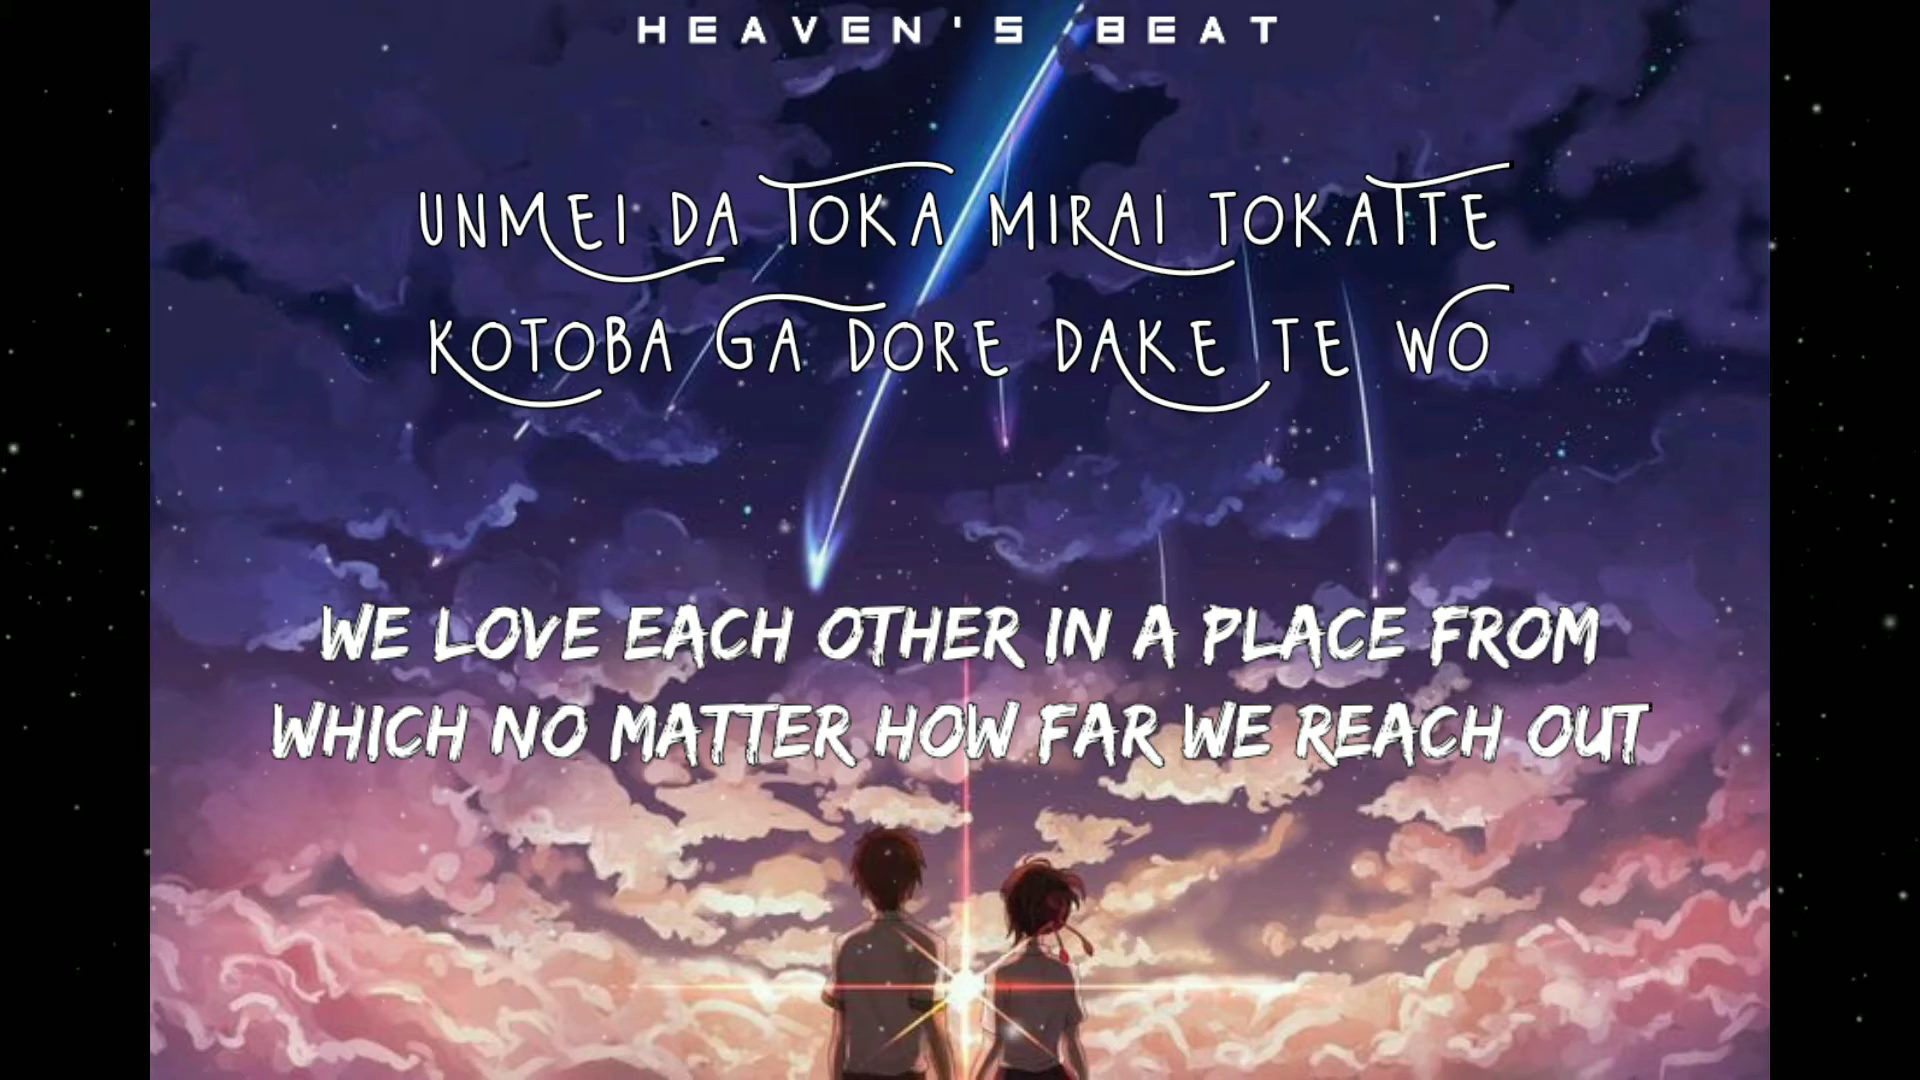 HEAVEN'S BEAT
UNMEI DA TOKA MIRAI TOKATTE
KOTOBA GA DORE DAKE TE WO
WE LOVE EACH OTHER IN A PLACE FROM
WHICH NO MATTER HOW FAR WE REACH OUT